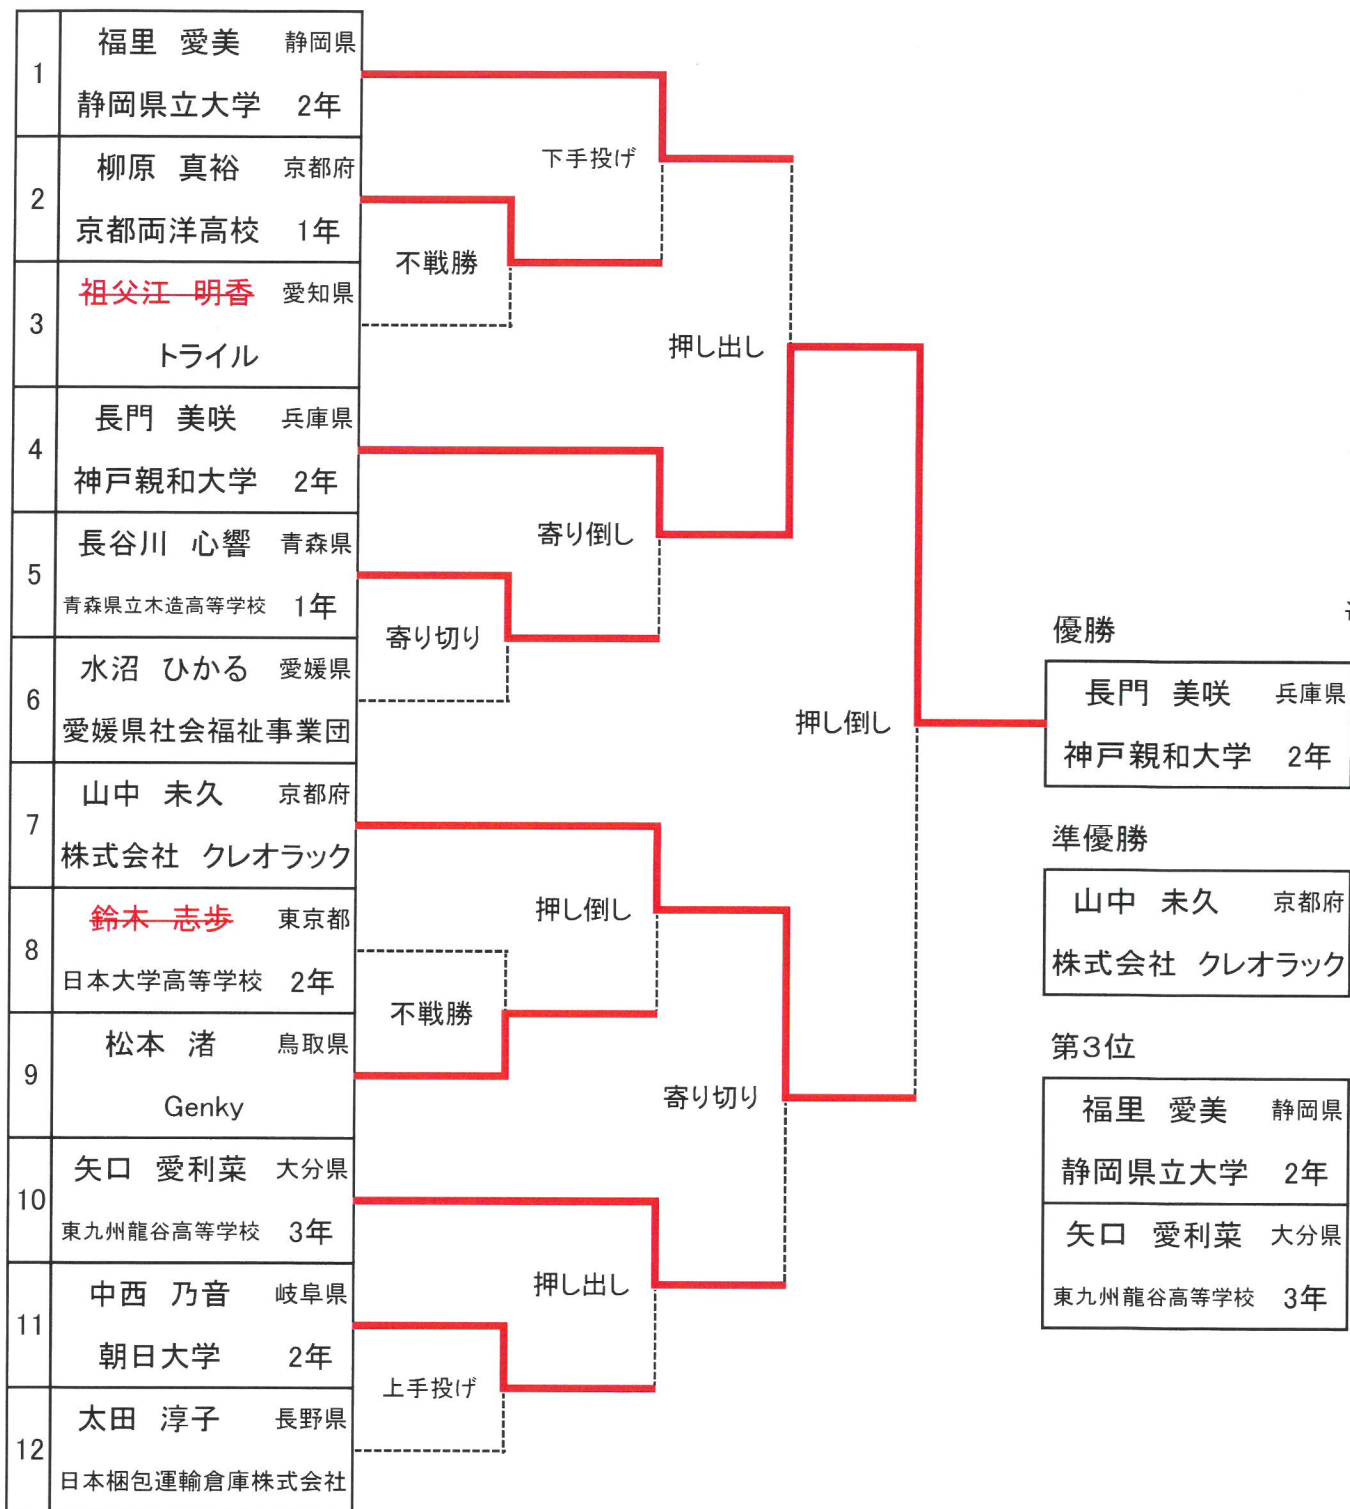 1
福里 愛美 静岡県
静岡県立大学 2年
2
柳原 真裕 京都府
京都両洋高校 1年
3
祖父江 明香 愛知県
トライル
4
長門 美咲 兵庫県
神戸親和大学 2年
5
長谷川 心響 青森県
青森県立木造高等学校 1年
6
水沼 ひかる 愛媛県
愛媛県社会福祉事業団
7
山中 未久 京都府
株式会社 クレオラック
8
鈴木 志歩 東京都
日本大学高等学校 2年
9
松本 渚 鳥取県
Genky
10
矢口 愛利菜 大分県
東九州龍谷高等学校 3年
11
中西 乃音 岐阜県
朝日大学 2年
12
太田 淳子 長野県
日本梱包運輸倉庫株式会社
不戦勝
寄り切り
不戦勝
上手投げ
下手投げ
寄り倒し
押し倒し
押し出し
押し出し
寄り切り
押し倒し
優勝
長門 美咲 兵庫県
神戸親和大学 2年
準優勝
山中 未久 京都府
株式会社 クレオラック
第3位
福里 愛美 静岡県
静岡県立大学 2年
矢口 愛利菜 大分県
東九州龍谷高等学校 3年